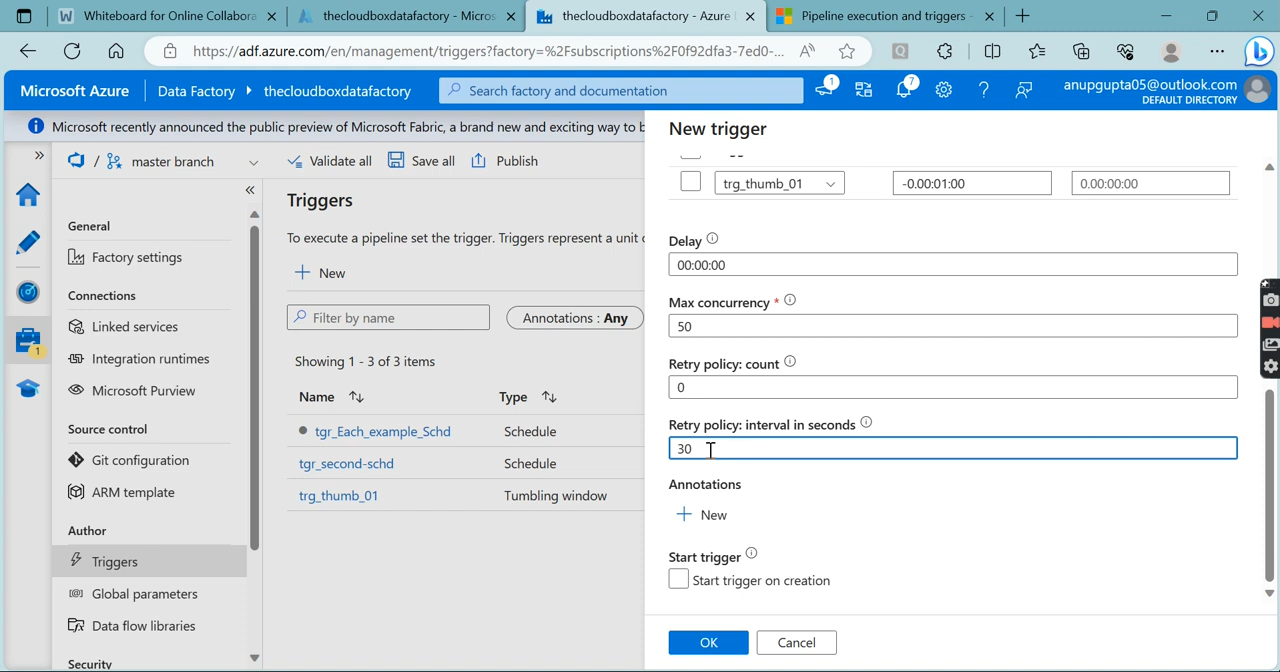 Whiteboard for Online Collabora
thecloudboxdatafactory - Micros
thecloudboxdatafactory - Azure
Pipeline execution and triggers -
https://adf.azure.com/en/management/triggers?factory=%2Fsubscriptions%2F0f92dfa3-7ed0-...
Microsoft Azure
Data Factory
thecloudboxdatafactory
Search factory and documentation
1
7
anupgupta05@outlook.com
DEFAULT DIRECTORY
Microsoft recently announced the public preview of Microsoft Fabric, a brand new and exciting way to b
/ master branch
Validate all
Save all
Publish
General
Factory settings
Connections
Linked services
Integration runtimes
Microsoft Purview
Source control
Git configuration
ARM template
Author
Triggers
Global parameters
Data flow libraries
Security
1
Triggers
To execute a pipeline set the trigger. Triggers represent a unit
New
Filter by name
Annotations : Any
Showing 1 - 3 of 3 items
Name Type
tgr_Each_example_Schd Schedule
tgr_second-schd Schedule
trg_thumb_01 Tumbling window
New trigger
trg_thumb_01 -0.00:01:00 0.00:00:00
Delay
00:00:00
Max concurrency *
50
Retry policy: count
0
Retry policy: interval in seconds
30
Annotations
New
Start trigger
Start trigger on creation
OK Cancel